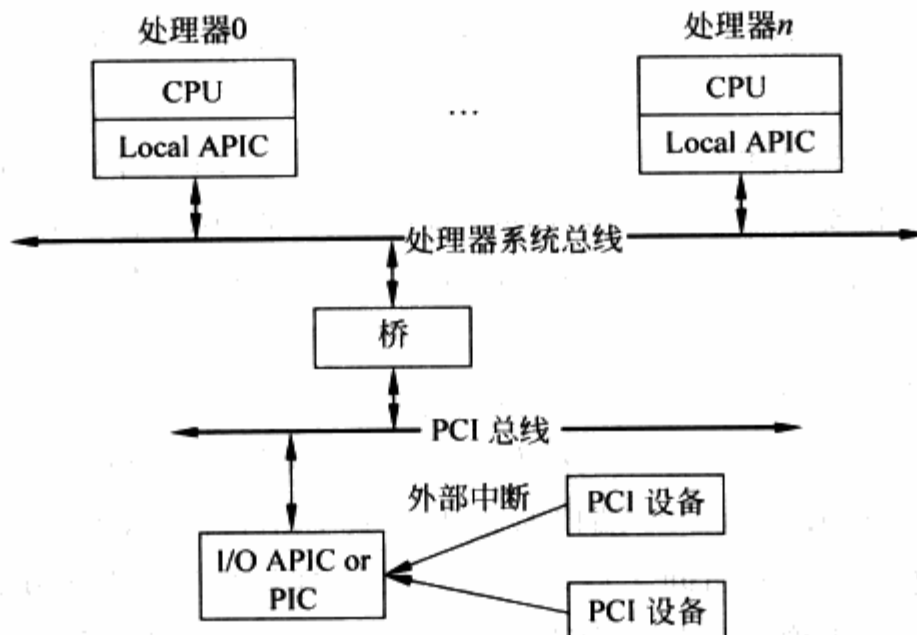 处理器0
处理器n
CPU
CPU
…
Local APIC
Local APIC
处理器系统总线
桥
PCI 总线
外部中断
PCI 设备
I/O APIC or
PIC
PCI 设备